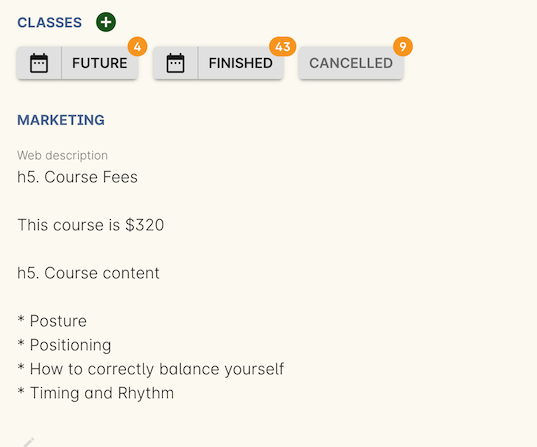 CLASSES
4
43
9
FUTURE
FINISHED
CANCELLED
MARKETING
Web description
h5. Course Fees
This course is $320
h5. Course content
* Posture
* Positioning
* How to correctly balance yourself
* Timing and Rhythm